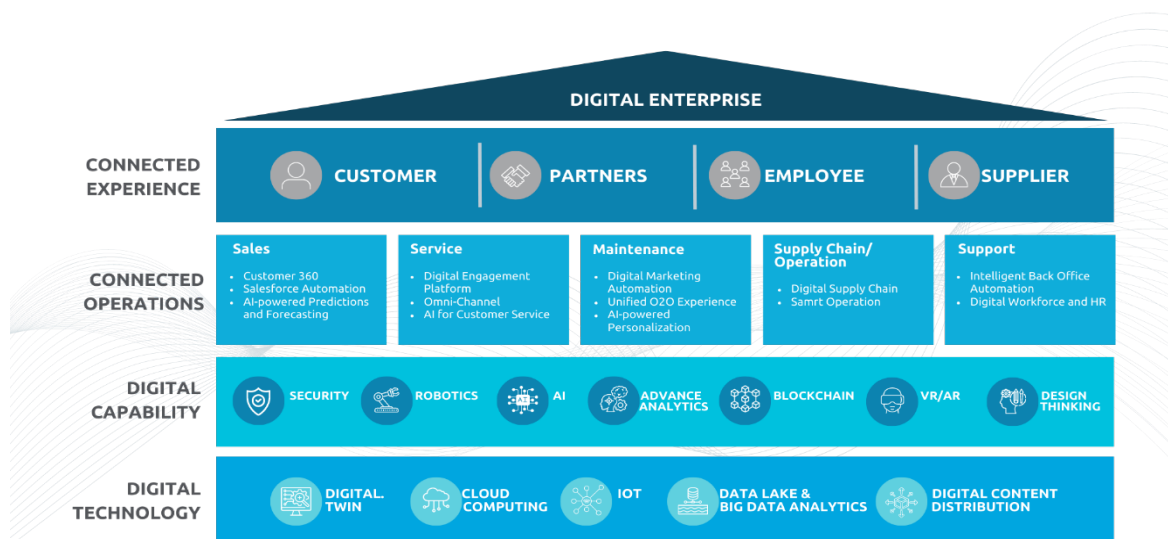 DIGITAL ENTERPRISE
CONNECTED
EXPERIENCE
CUSTOMER
PARTNERS
EMPLOYEE
SUPPLIER
CONNECTED
OPERATIONS
Sales
• Customer 360
• Salesforce Automation
• AI-powered Predictions
and Forecasting
Service
• Digital Engagement
Platform
• Omni-Channel
• AI for Customer Service
Maintenance
• Digital Marketing
Automation
• Unified O2O Experience
• AI-powered
Personalization
Supply Chain/
Operation
• Digital Supply Chain
• Samrt Operation
Support
• Intelligent Back Office
Automation
• Digital Workforce and HR
DIGITAL
CAPABILITY
SECURITY
ROBOTICS
AI
AI
ADVANCE
ANALYTICS
BLOCKCHAIN
VR/AR
DESIGN
THINKING
DIGITAL
TECHNOLOGY
DIGITAL.
TWIN
CLOUD
COMPUTING
IOT
DATA LAKE &
BIG DATA ANALYTICS
DIGITAL CONTENT
DISTRIBUTION